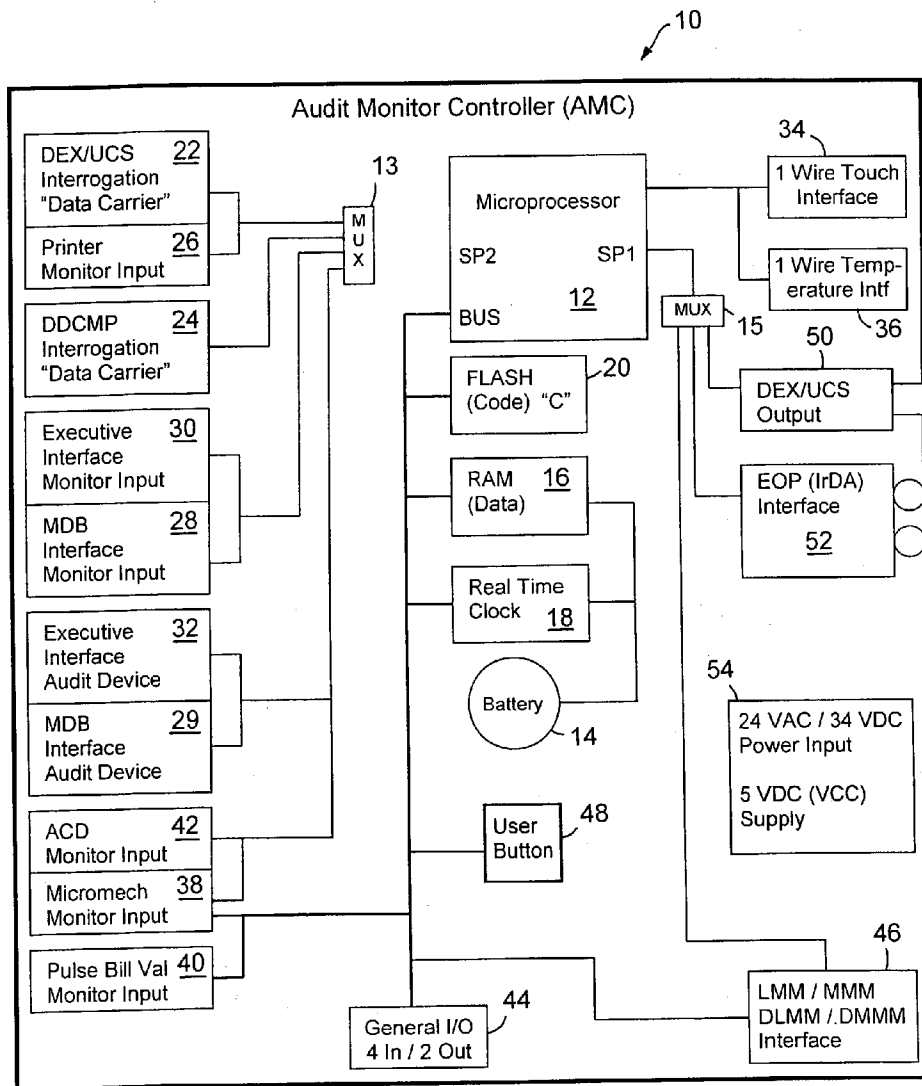 10
Audit Monitor Controller (AMC)
DEX/UCS 22
Interrogation
“Data Carrier”
Printer 26
Monitor Input
DDCMP 24
Interrogation
“Data Carrier”
Executive 30
Interface
Monitor Input
MDB 28
Interface
Monitor Input
Executive 32
Interface
Audit Device
MDB 29
Interface
Audit Device
ACD 42
Monitor Input
Micromech 38
Monitor Input
Pulse Bill Val 40
Monitor Input
13
M
U
X
Microprocessor
SP2 SP1
BUS 12
FLASH 20
(Code) “C”
RAM 16
(Data)
Real Time
Clock 18
Battery
14
User 48
Button
General I/O 44
4 In / 2 Out
34
1 Wire Touch
Interface
1 Wire Temp-
erature Intf
36
MUX 15
50
DEX/UCS
Output
EOP (IrDA)
Interface
52
54
24 VAC / 34 VDC
Power Input
5 VDC (VCC)
Supply
46
LMM / MMM
DLMM /.DMMM
Interface